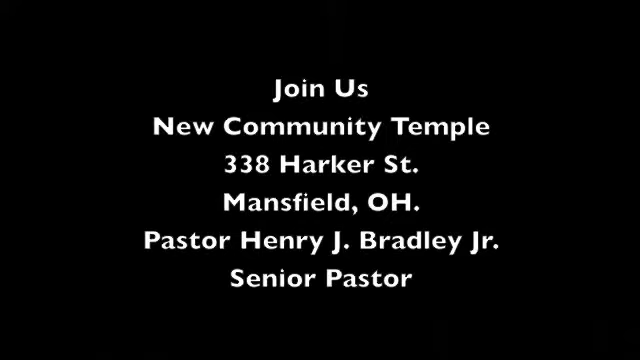 Join Us
New Community Temple
338 Harker St.
Mansfield, OH.
Pastor Henry J. Bradley Jr.
Senior Pastor